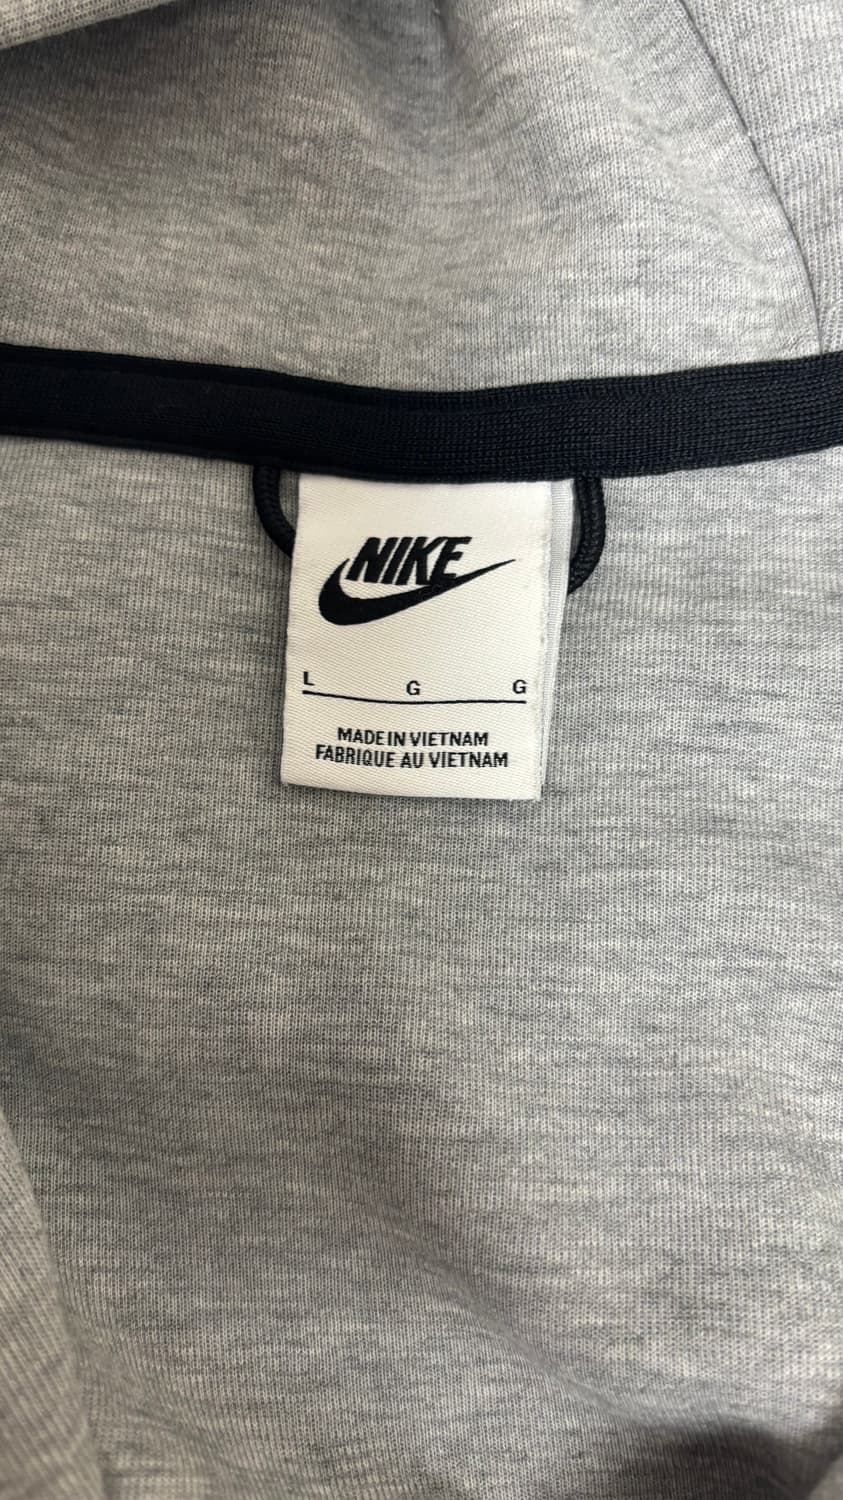 NIKE
L G G
MADE IN VIETNAM
FABRIQUE AU VIETNAM